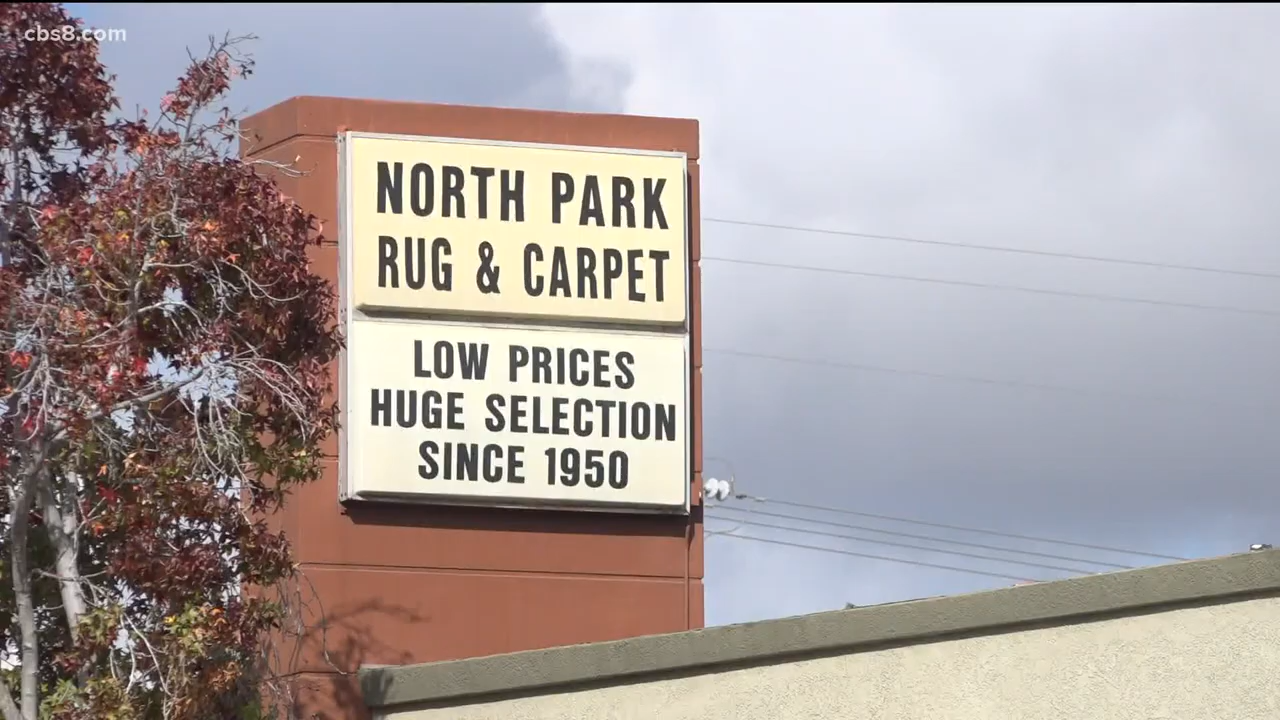 cbs8.com
NORTH PARK
RUG & CARPET
LOW PRICES
HUGE SELECTION
SINCE 1950